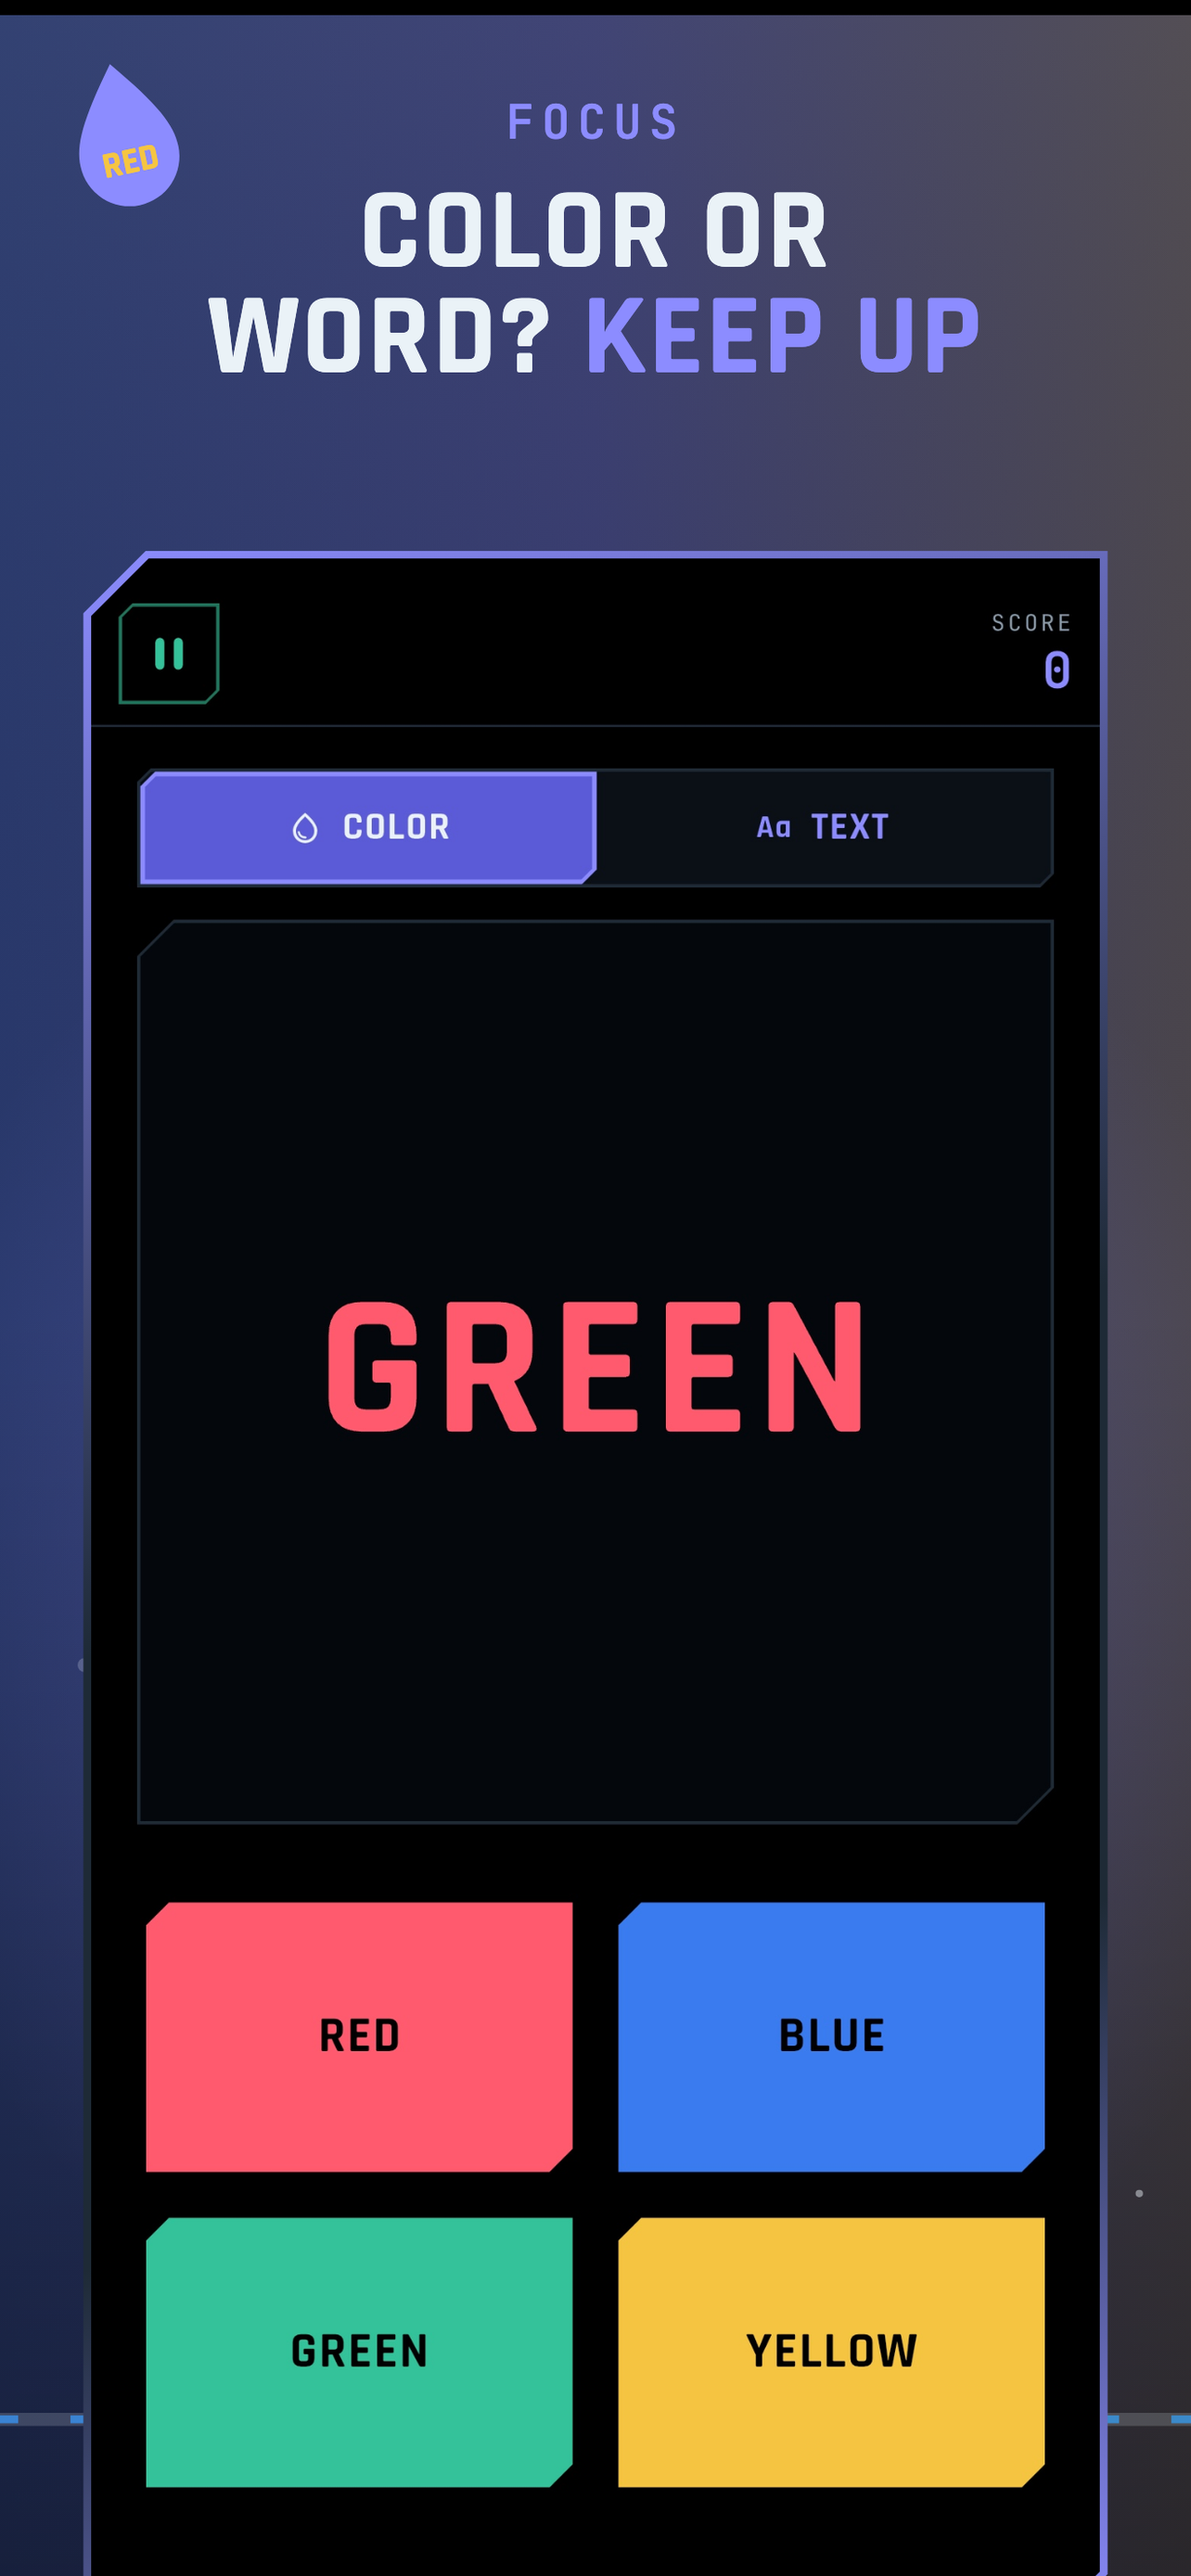 RED
FOCUS
COLOR OR
WORD? KEEP UP
SCORE
0
COLOR
Aa TEXT
GREEN
RED
BLUE
GREEN
YELLOW